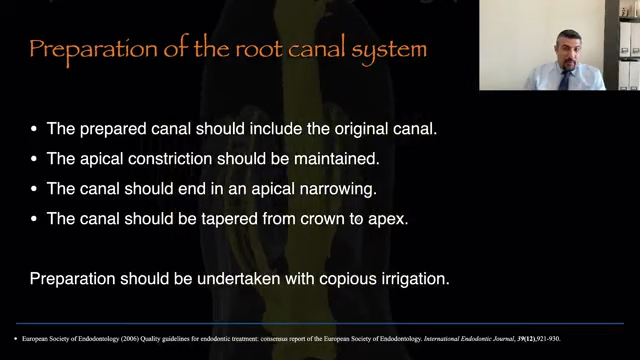 Preparation of the root canal system
• The prepared canal should include the original canal.
• The apical constriction should be maintained.
• The canal should end in an apical narrowing.
• The canal should be tapered from crown to apex.
Preparation should be undertaken with copious irrigation.
• European Society of Endodontology (2006) Quality guidelines for endodontic treatment: consensus report of the European Society of Endodontology. International Endodontic Journal, 39(12),921-930.